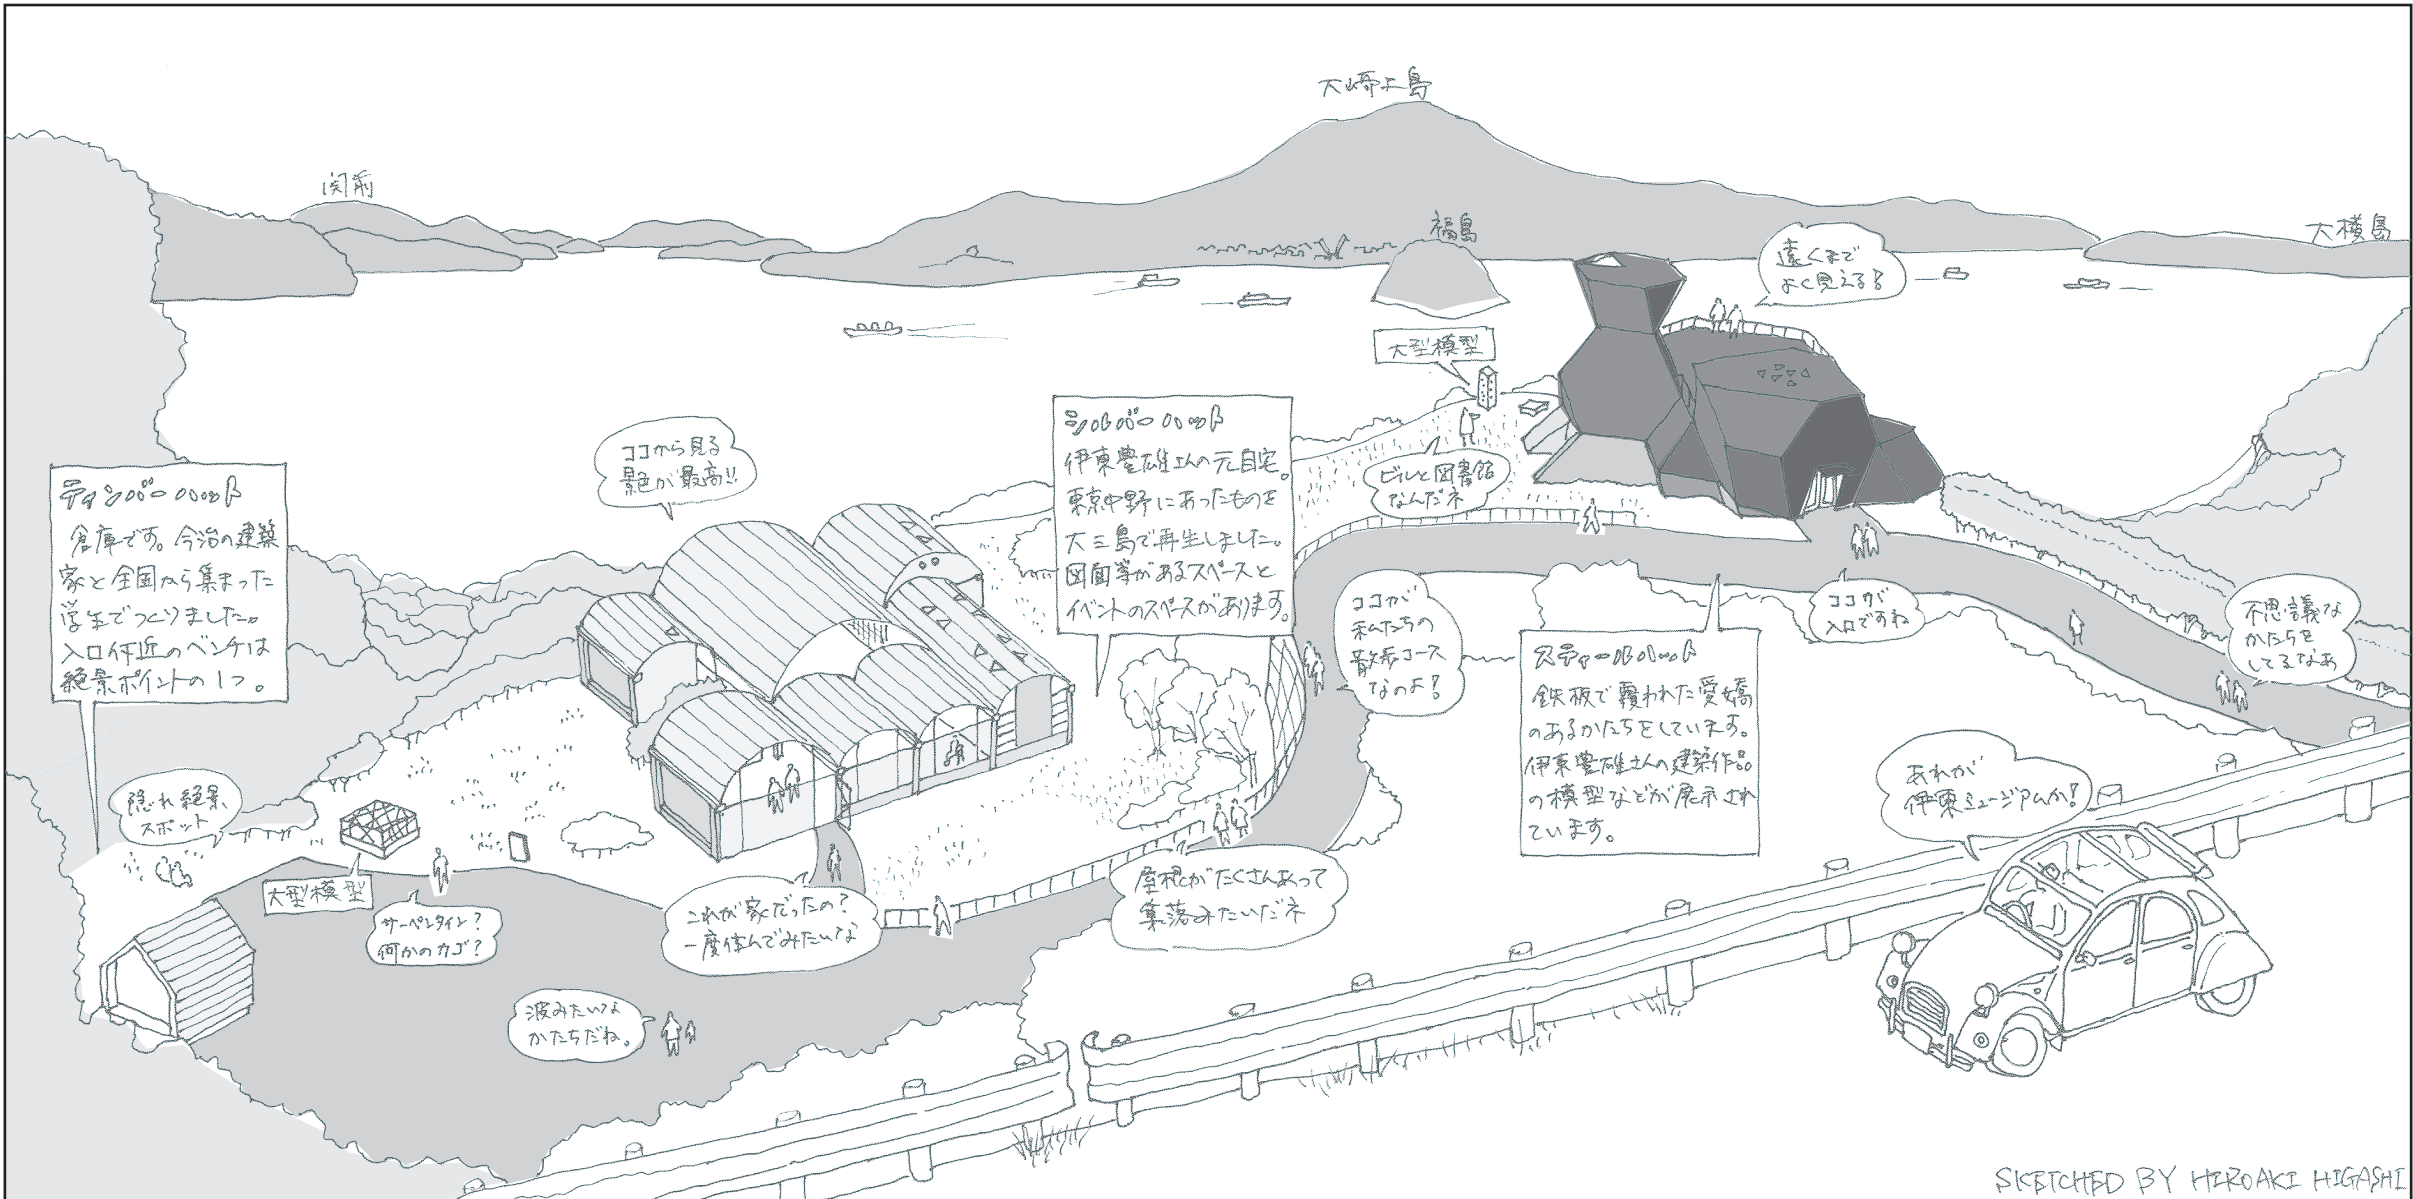 大崎上島
関前
福島
大横島
遠くまで
よく見える!
大型模型
ビルと図書館
なんだネ
ココから見る
景色が最高!!
シルバーハット
伊東豊雄さんの元自宅。
東京中野にあったものを
大三島で再生しました。
図面等があるスペースと
イベントのスペースがあります。
ティンバーハット
倉庫です。今治の建築
家と全国から集まった
学生でつくりました。
入口付近のベンチは
絶景ポイントの1つ。
ココが
私たちの
散歩コース
なのよ!
ココが
入口ですね
不思議な
かたちを
してるなあ
スティールハット
鉄板で覆われた愛嬌
のあるかたちをしています。
伊東豊雄さんの建築作品
の模型などが展示され
ています。
あれが
伊東ミュージアムか!
隠れ絶景
スポット
大型模型
サーペンタイン?
何かのカゴ?
これが家だったの?
一度住んでみたいな
屋根がたくさんあって
集落みたいだネ
波みたいな
かたちだね。
SKETCHED BY HIROAKI HIGASHI